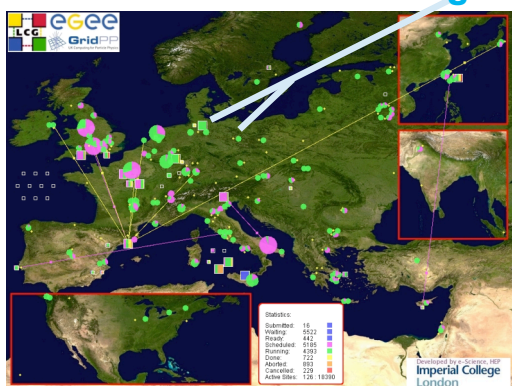 LCG
egee
GridPP
UK Computing for Particle Physics
Statistics:
Submitted: 16
Waiting: 5522
Ready: 442
Scheduled: 5185
Running: 4393
Done: 722
Aborted: 893
Cancelled: 229
Active Sites: 126 18390
Developed by e-Science, HEP
Imperial College
London